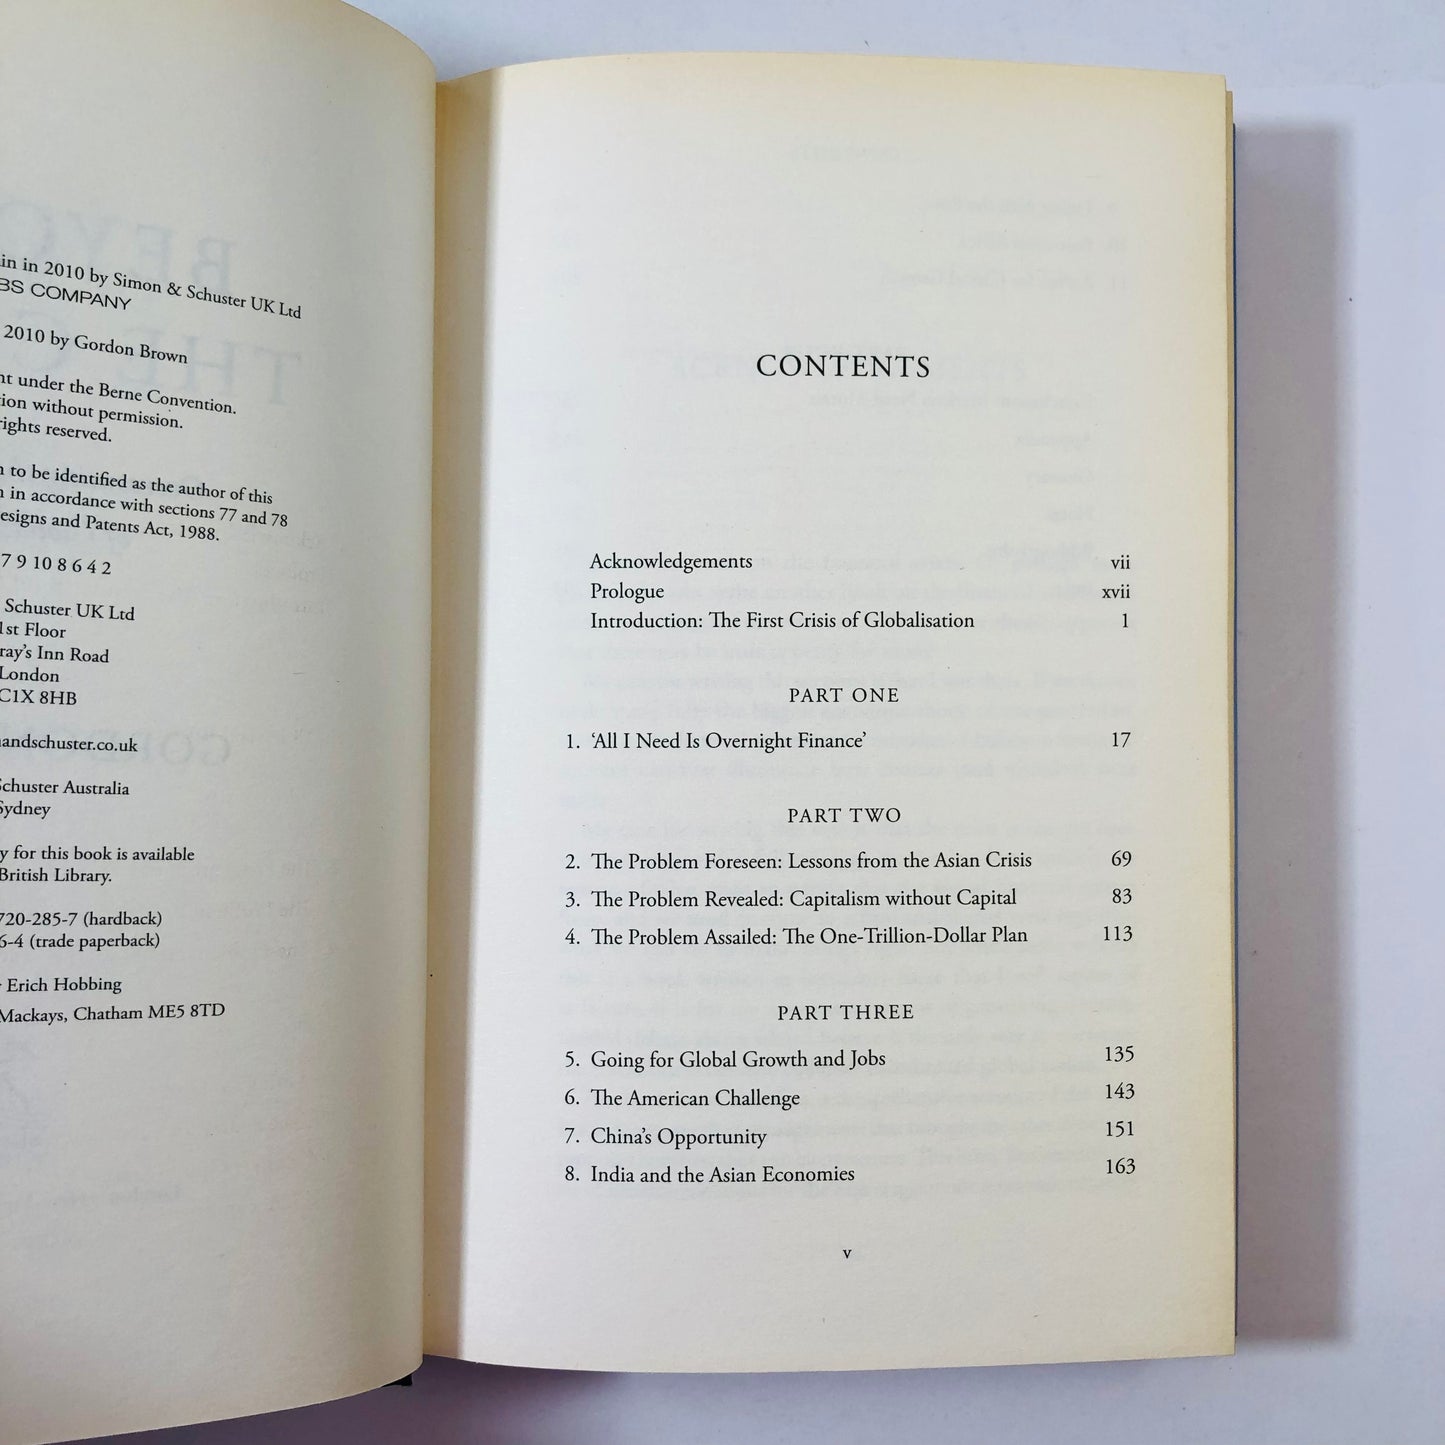 in in 2010 by Simon & Schuster UK Ltd
BS COMPANY
2010 by Gordon Brown
under the Berne Convention.
without permission.
rights reserved.
to be identified as the author of this
in accordance with sections 77 and 78
and Patents Act, 1988.
7 9 10 8 6 4 2
Schuster UK Ltd
1st Floor
Inn Road
London
C1X 8HB
andschuster.co.uk
Schuster Australia
Sydney
for this book is available
British Library.
720-285-7 (hardback)
6-4 (trade paperback)
Erich Hobbing
Mackays, Chatham ME5 8TD
CONTENTS
Acknowledgements vii
Prologue xvii
Introduction: The First Crisis of Globalisation 1
PART ONE
1. ‘All I Need Is Overnight Finance’ 17
PART TWO
2. The Problem Foreseen: Lessons from the Asian Crisis 69
3. The Problem Revealed: Capitalism without Capital 83
4. The Problem Assailed: The One-Trillion-Dollar Plan 113
PART THREE
5. Going for Global Growth and Jobs 135
6. The American Challenge 143
7. China’s Opportunity 151
8. India and the Asian Economies 163
v